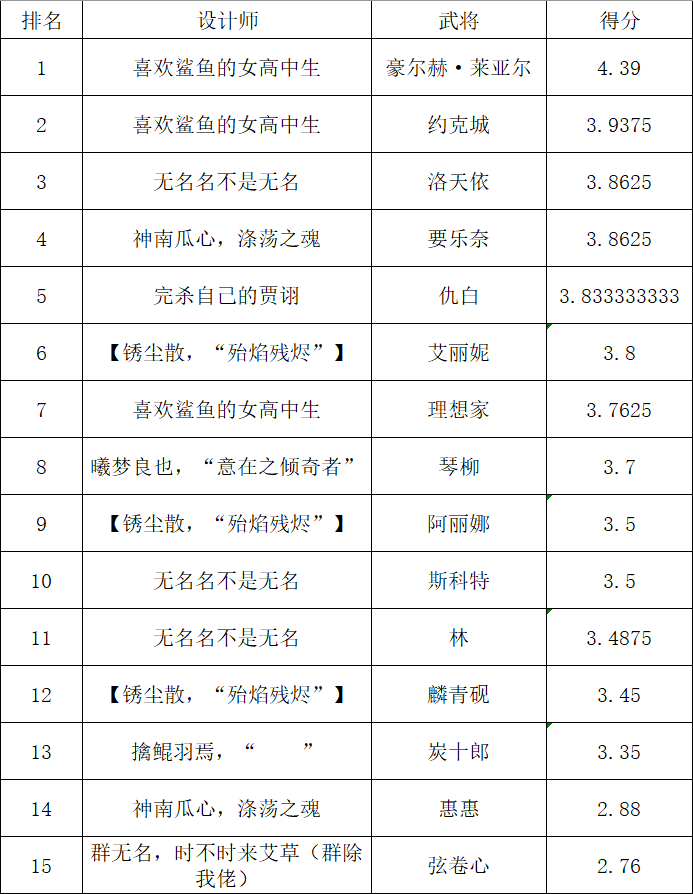 排名 设计师 武将 得分
1 喜欢鲨鱼的女高中生 豪尔赫·莱亚尔 4.39
2 喜欢鲨鱼的女高中生 约克城 3.9375
3 无名名不是无名 洛天依 3.8625
4 神南瓜心，涤荡之魂 要乐奈 3.8625
5 完杀自己的贾诩 仇白 3.833333333
6 【锈尘散，“殆焰残烬”】 艾丽妮 3.8
7 喜欢鲨鱼的女高中生 理想家 3.7625
8 曦梦良也，“意在之倾奇者” 琴柳 3.7
9 【锈尘散，“殆焰残烬”】 阿丽娜 3.5
10 无名名不是无名 斯科特 3.5
11 无名名不是无名 林 3.4875
12 【锈尘散，“殆焰残烬”】 麟青砚 3.45
13 擒鲲羽焉，“　　” 炭十郎 3.35
14 神南瓜心，涤荡之魂 惠惠 2.88
15 群无名，时不时来艾草（群除 弦卷心 2.76
我佬）